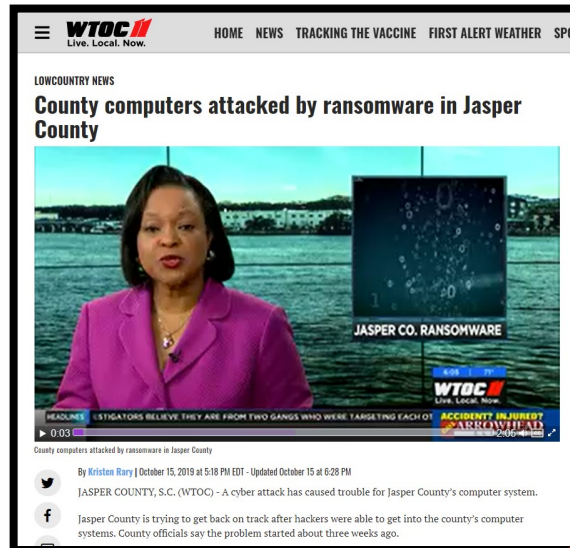 WTOC 11
Live. Local. Now.
HOME NEWS TRACKING THE VACCINE FIRST ALERT WEATHER SPO
LOWCOUNTRY NEWS
County computers attacked by ransomware in Jasper
County
JASPER CO. RANSOMWARE
6:05 77°
WTOC 11
Live. Local. Now.
HEADLINES ESTIGATORS BELIEVE THEY ARE FROM TWO GANGS WHO WERE TARGETING EACH OT
ACCIDENT? INJURED?
ARROWHEAD
0:03
2:05
County computers attacked by ransomware in Jasper County
By Kristen Rary | October 15, 2019 at 5:18 PM EDT - Updated October 15 at 6:28 PM
JASPER COUNTY, S.C. (WTOC) - A cyber attack has caused trouble for Jasper County's computer system.
Jasper County is trying to get back on track after hackers were able to get into the county's computer
systems. County officials say the problem started about three weeks ago.